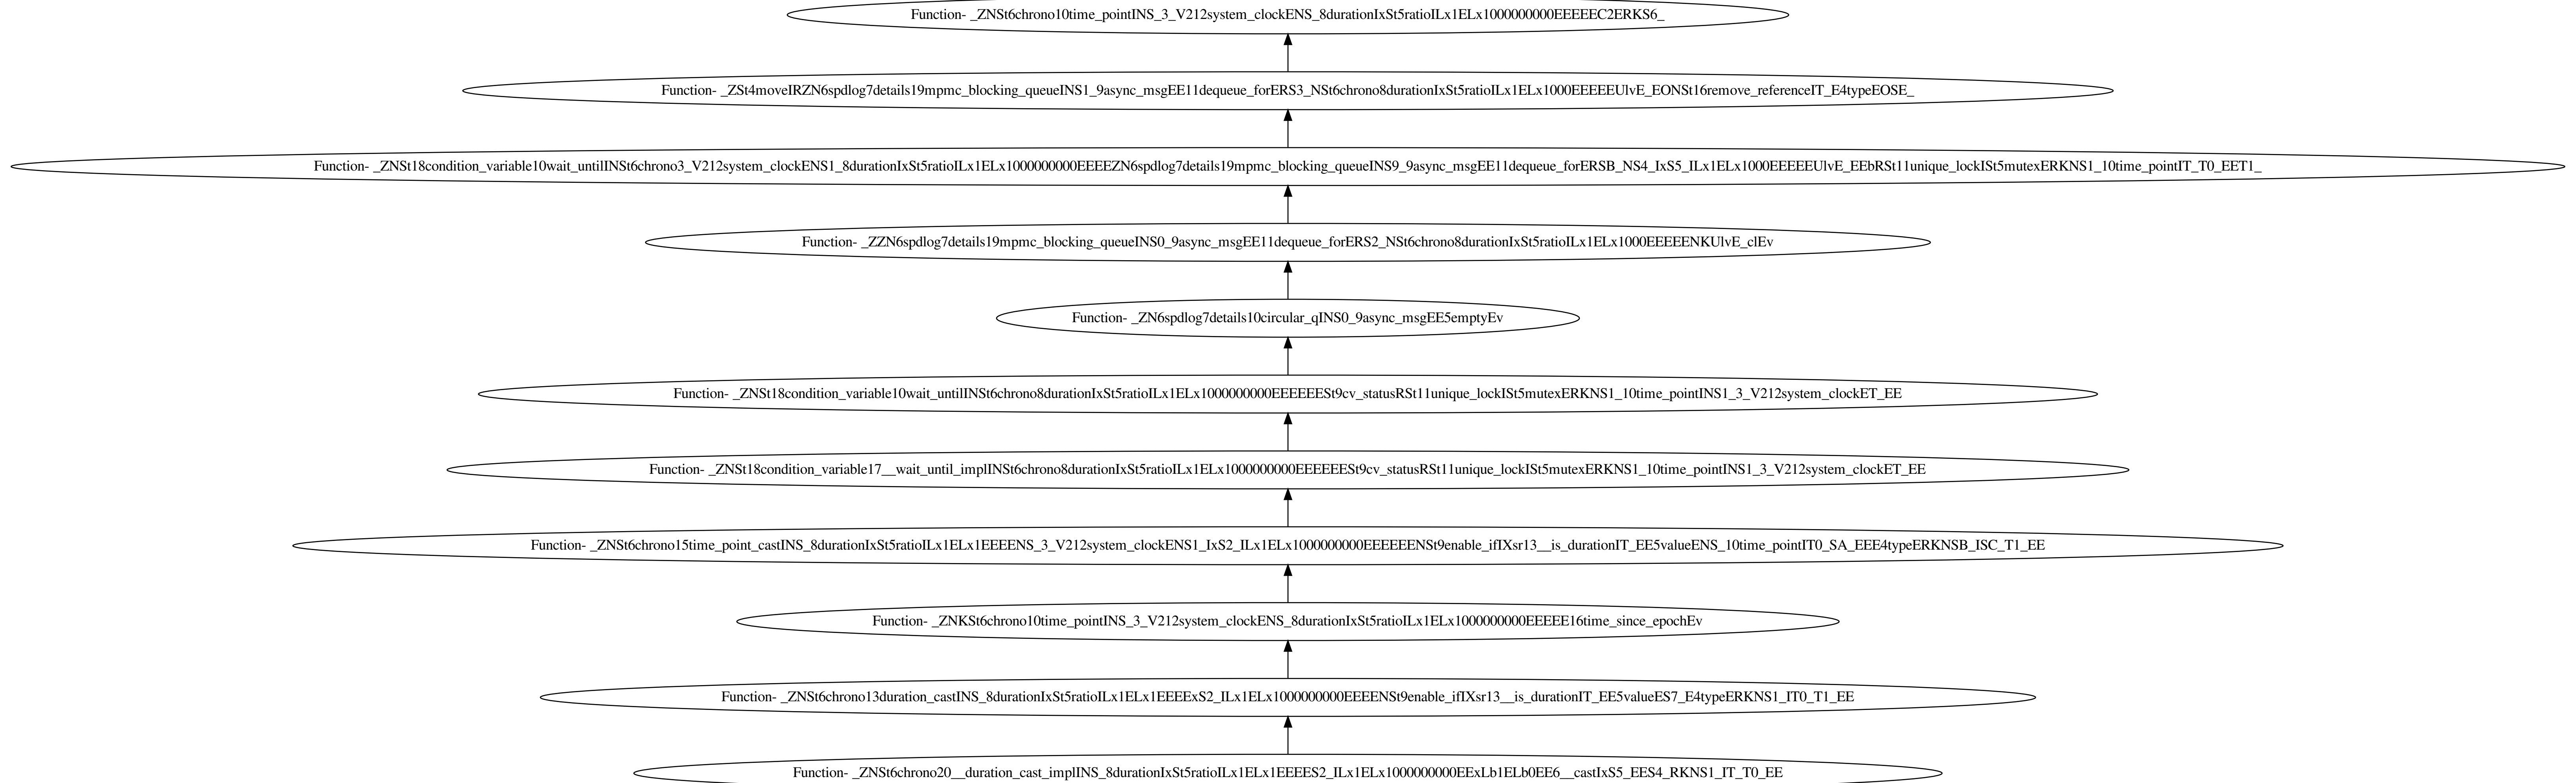 Function- _ZNSt6chrono10time_pointINS_3_V212system_clockENS_8durationIxSt5ratioILx1ELx1000000000EEEEEC2ERKS6_
Function- _ZSt4moveIRZN6spdlog7details19mpmc_blocking_queueINS1_9async_msgEE11dequeue_forERS3_NSt6chrono8durationIxSt5ratioILx1ELx1000EEEEEUlvE_EONSt16remove_referenceIT_E4typeEOSE_
Function- _ZNSt18condition_variable10wait_untilINSt6chrono3_V212system_clockENS1_8durationIxSt5ratioILx1ELx1000000000EEEEZN6spdlog7details19mpmc_blocking_queueINS9_9async_msgEE11dequeue_forERSB_NS4_IxS5_ILx1ELx1000EEEEEUlvE_EEbRSt11unique_lockISt5mutexERKNS1_10time_pointIT_T0_EET1_
Function- _ZZN6spdlog7details19mpmc_blocking_queueINS0_9async_msgEE11dequeue_forERS2_NSt6chrono8durationIxSt5ratioILx1ELx1000EEEEENKUlvE_clEv
Function- _ZN6spdlog7details10circular_qINS0_9async_msgEE5emptyEv
Function- _ZNSt18condition_variable10wait_untilINSt6chrono8durationIxSt5ratioILx1ELx1000000000EEEEEESt9cv_statusRSt11unique_lockISt5mutexERKNS1_10time_pointINS1_3_V212system_clockET_EE
Function- _ZNSt18condition_variable17__wait_until_implINSt6chrono8durationIxSt5ratioILx1ELx1000000000EEEEEESt9cv_statusRSt11unique_lockISt5mutexERKNS1_10time_pointINS1_3_V212system_clockET_EE
Function- _ZNSt6chrono15time_point_castINS_8durationIxSt5ratioILx1ELx1EEEENS_3_V212system_clockENS1_IxS2_ILx1ELx1000000000EEEEEENSt9enable_ifIXsr13__is_durationIT_EE5valueENS_10time_pointIT0_SA_EEE4typeERKNSB_ISC_T1_EE
Function- _ZNKSt6chrono10time_pointINS_3_V212system_clockENS_8durationIxSt5ratioILx1ELx1000000000EEEEE16time_since_epochEv
Function- _ZNSt6chrono13duration_castINS_8durationIxSt5ratioILx1ELx1EEEExS2_ILx1ELx1000000000EEEENSt9enable_ifIXsr13__is_durationIT_EE5valueES7_E4typeERKNS1_IT0_T1_EE
Function- _ZNSt6chrono20__duration_cast_implINS_8durationIxSt5ratioILx1ELx1EEEES2_ILx1ELx1000000000EExLb1ELb0EE6__castIxS5_EES4_RKNS1_IT_T0_EE